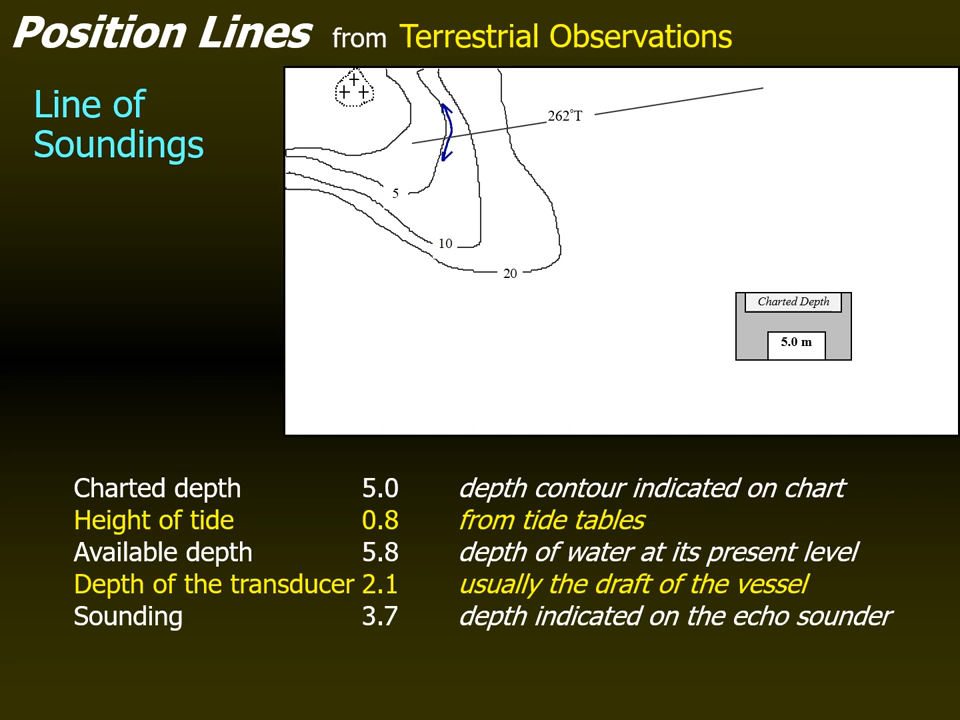 Position Lines from Terrestrial Observations
Line of
Soundings
262°T
5
10
20
Charted Depth
5.0 m
Charted depth 5.0 depth contour indicated on chart
Height of tide 0.8 from tide tables
Available depth 5.8 depth of water at its present level
Depth of the transducer 2.1 usually the draft of the vessel
Sounding 3.7 depth indicated on the echo sounder